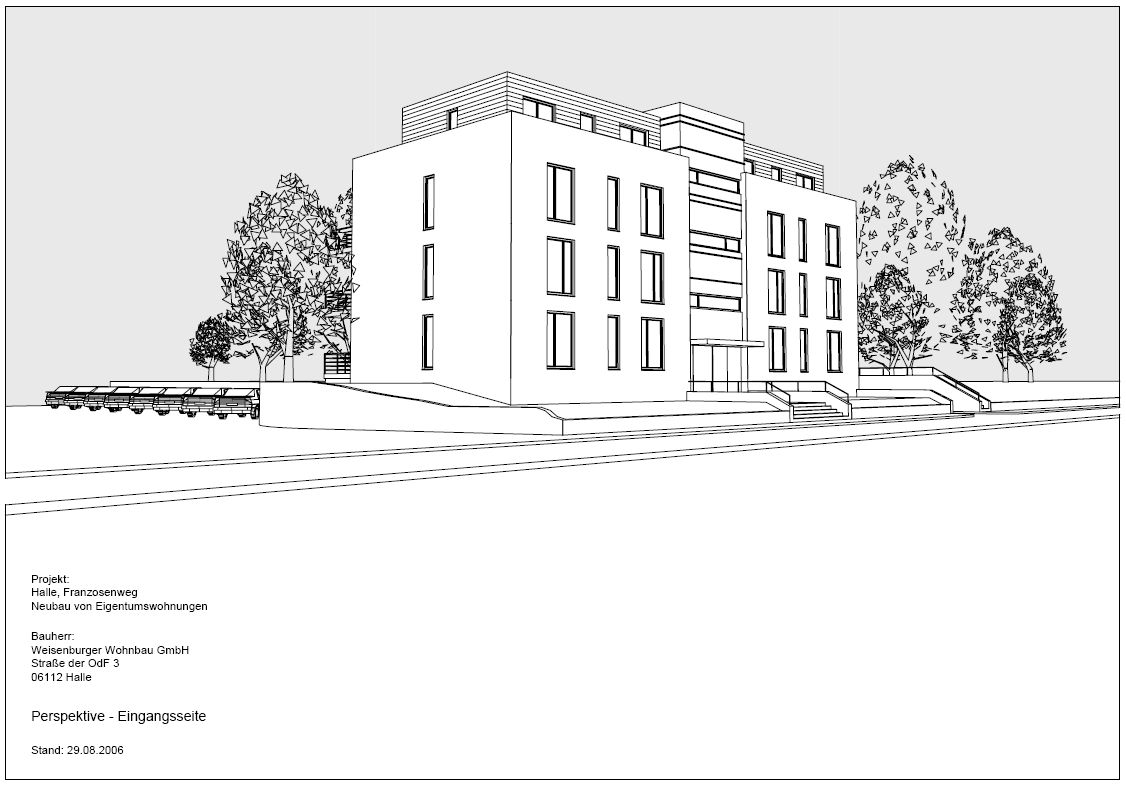 Projekt:
Halle, Franzosenweg
Neubau von Eigentumswohnungen
Bauherr:
Weisenburger Wohnbau GmbH
Straße der OdF 3
06112 Halle
Perspektive - Eingangsseite
Stand: 29.08.2006